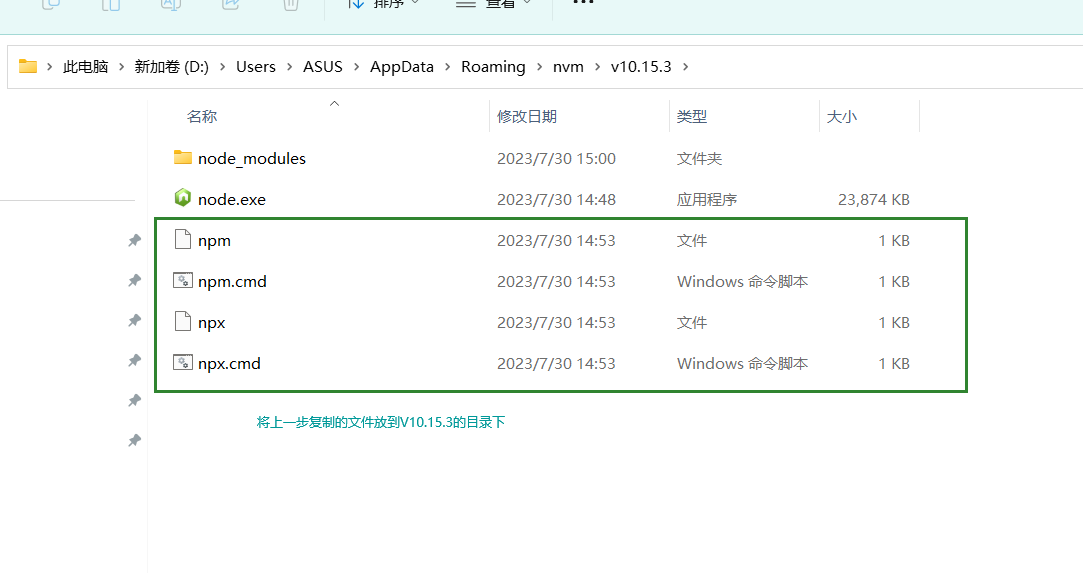 排序 查看 ...
此电脑 > 新加卷 (D:) > Users > ASUS > AppData > Roaming > nvm > v10.15.3 >
名称 修改日期 类型 大小
node_modules 2023/7/30 15:00 文件夹
node.exe 2023/7/30 14:48 应用程序 23,874 KB
npm 2023/7/30 14:53 文件 1 KB
npm.cmd 2023/7/30 14:53 Windows 命令脚本 1 KB
npx 2023/7/30 14:53 文件 1 KB
npx.cmd 2023/7/30 14:53 Windows 命令脚本 1 KB
将上一步复制的文件放到V10.15.3的目录下